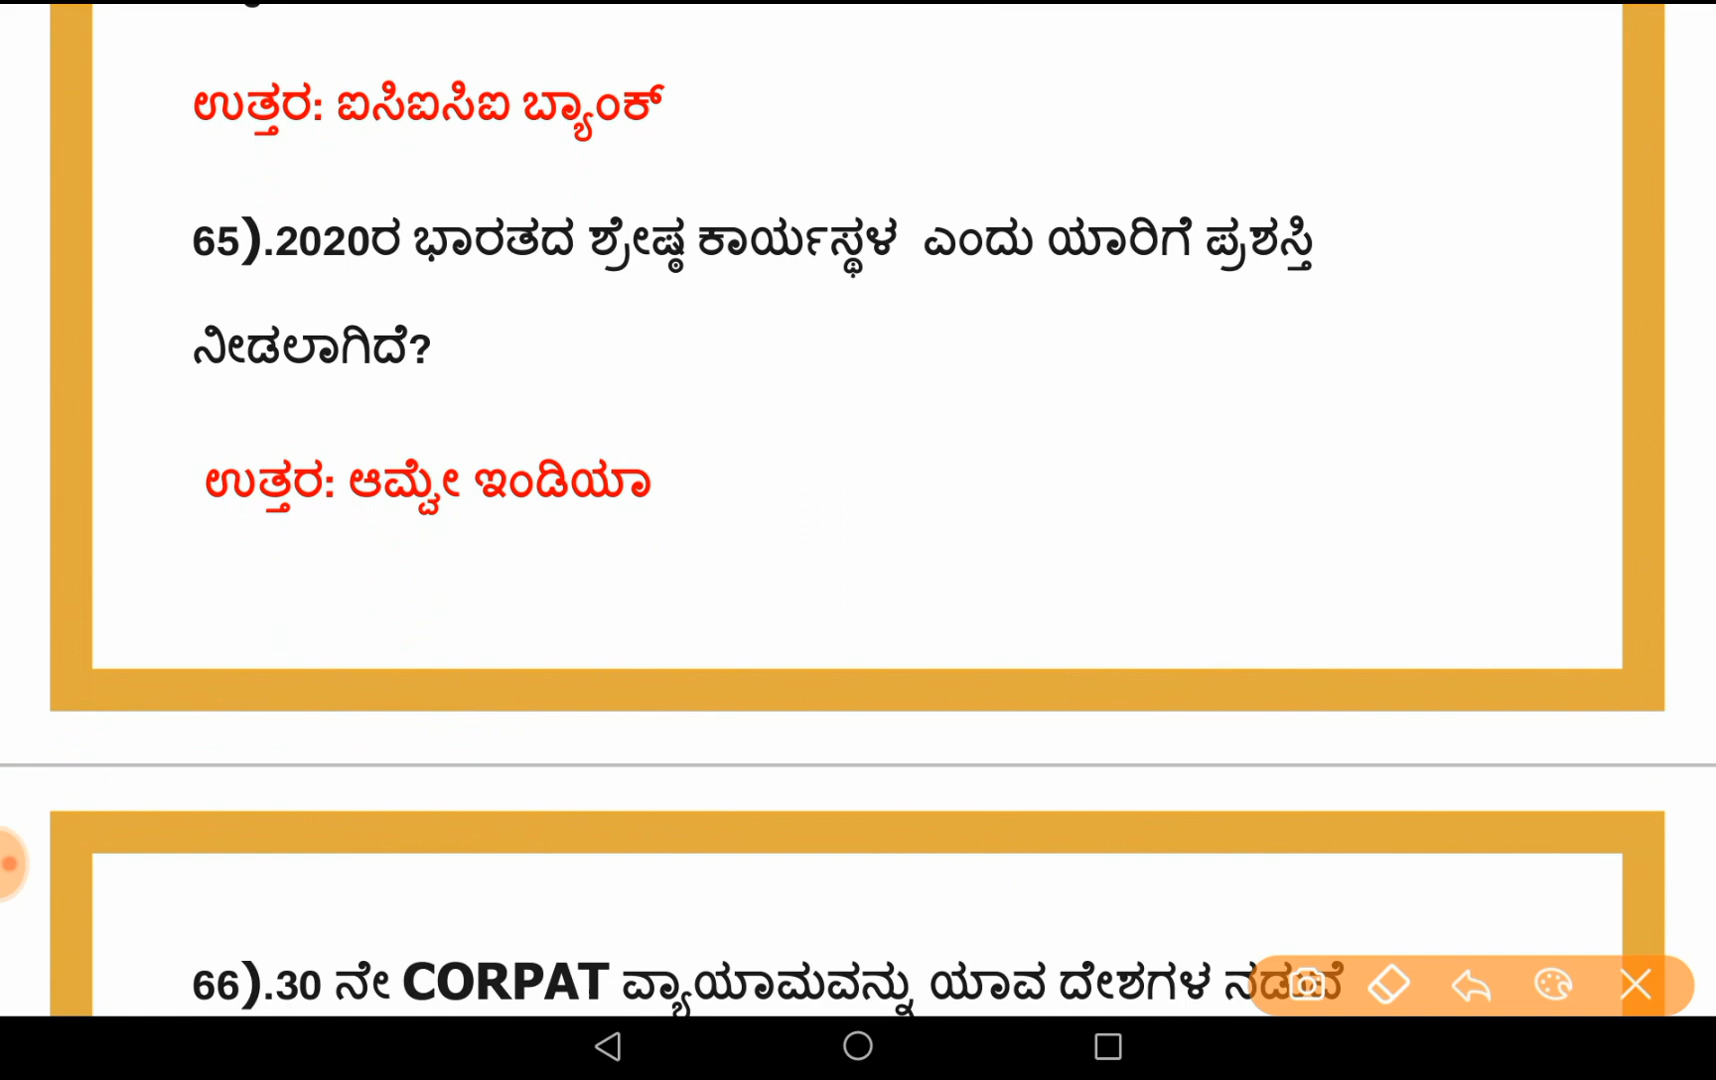 ಉತ್ತರ: ಐಸಿಐಸಿಐ ಬ್ಯಾಂಕ್
65).2020ರ ಭಾರತದ ಶ್ರೇಷ್ಠ ಕಾರ್ಯಸ್ಥಳ ಎಂದು ಯಾರಿಗೆ ಪ್ರಶಸ್ತಿ
ನೀಡಲಾಗಿದೆ?
ಉತ್ತರ: ಆಮ್ವೇ ಇಂಡಿಯಾ
66).30 ನೇ CORPAT ವ್ಯಾಯಾಮವನ್ನು ಯಾವ ದೇಶಗಳ ನಡುವೆ